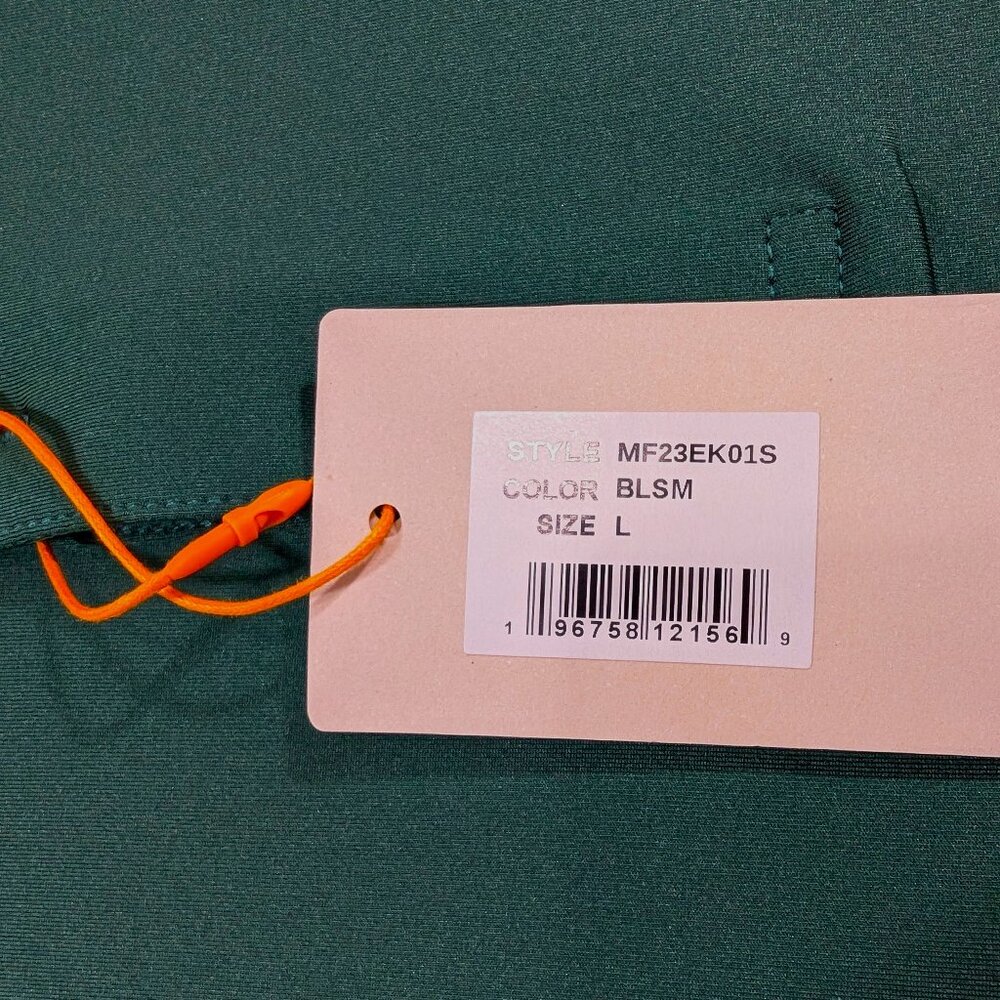 STYLE MF23EK01S
COLOR BLSM
SIZE L
1 96758 12156 9